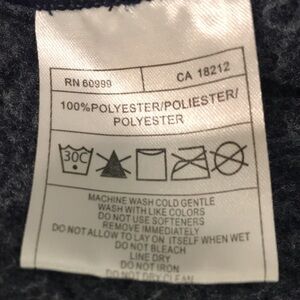 RN 60999
CA 18212
100%POLYESTER/POLIESTER/
POLYESTER
30C
MACHINE WASH COLD GENTLE
WASH WITH LIKE COLORS
DO NOT USE SOFTENERS
REMOVE IMMEDIATELY
DO NOT ALLOW TO LAY ON ITSELF WHEN WET
DO NOT BLEACH
LINE DRY
DO NOT IRON
DO NOT DRY CLEAN